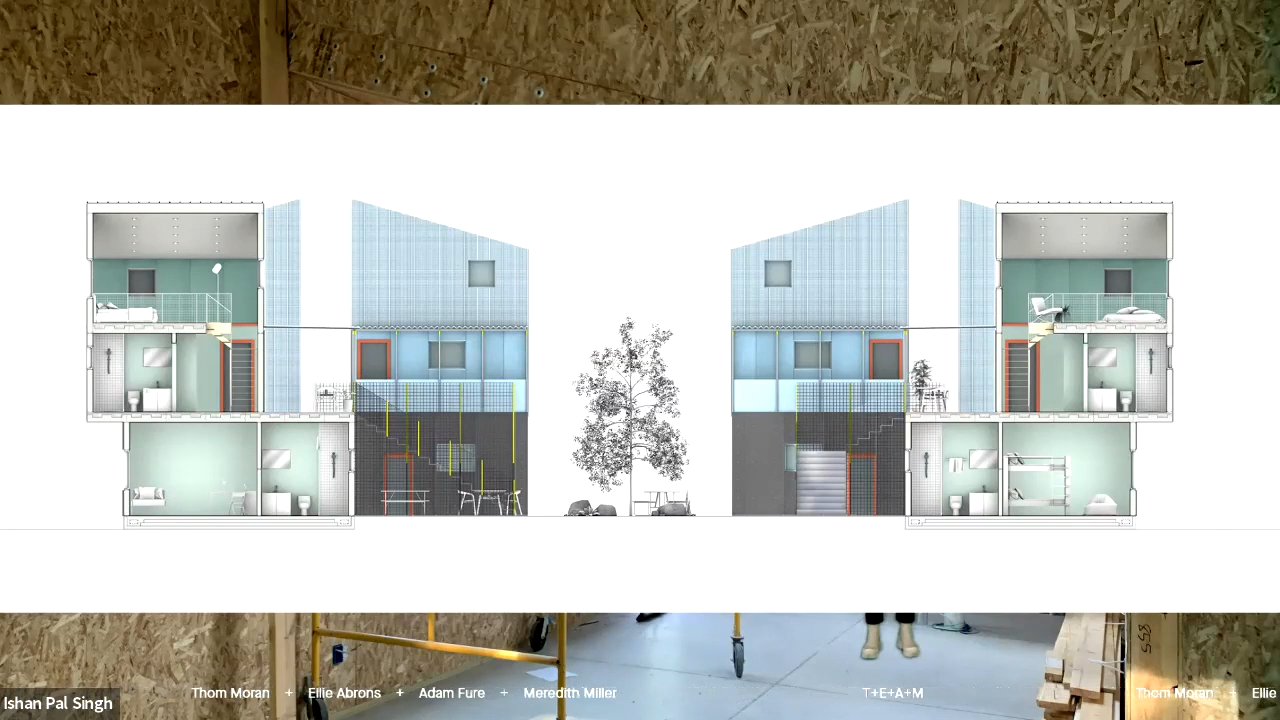 Thom Moran + Ellie Abrons + Adam Fure + Meredith Miller T+E+A+M Thom Moran + Ellie
Ishan Pal Singh